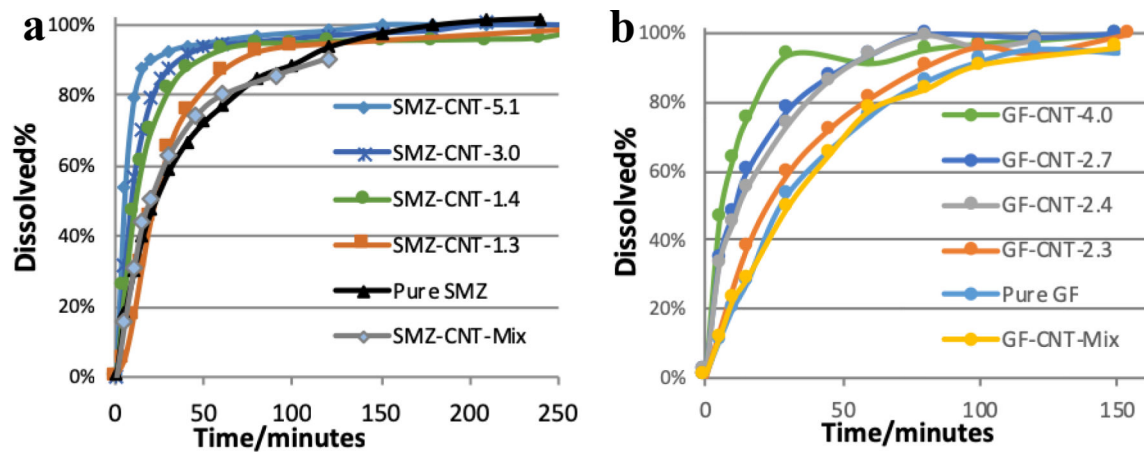 a
Dissolved%
100%
80%
60%
40%
20%
0%
SMZ-CNT-5.1
SMZ-CNT-3.0
SMZ-CNT-1.4
SMZ-CNT-1.3
Pure SMZ
SMZ-CNT-Mix
0 50 100 150 200 250
Time/minutes
b
Dissolved%
100%
80%
60%
40%
20%
0%
GF-CNT-4.0
GF-CNT-2.7
GF-CNT-2.4
GF-CNT-2.3
Pure GF
GF-CNT-Mix
0 50 100 150
Time/minutes